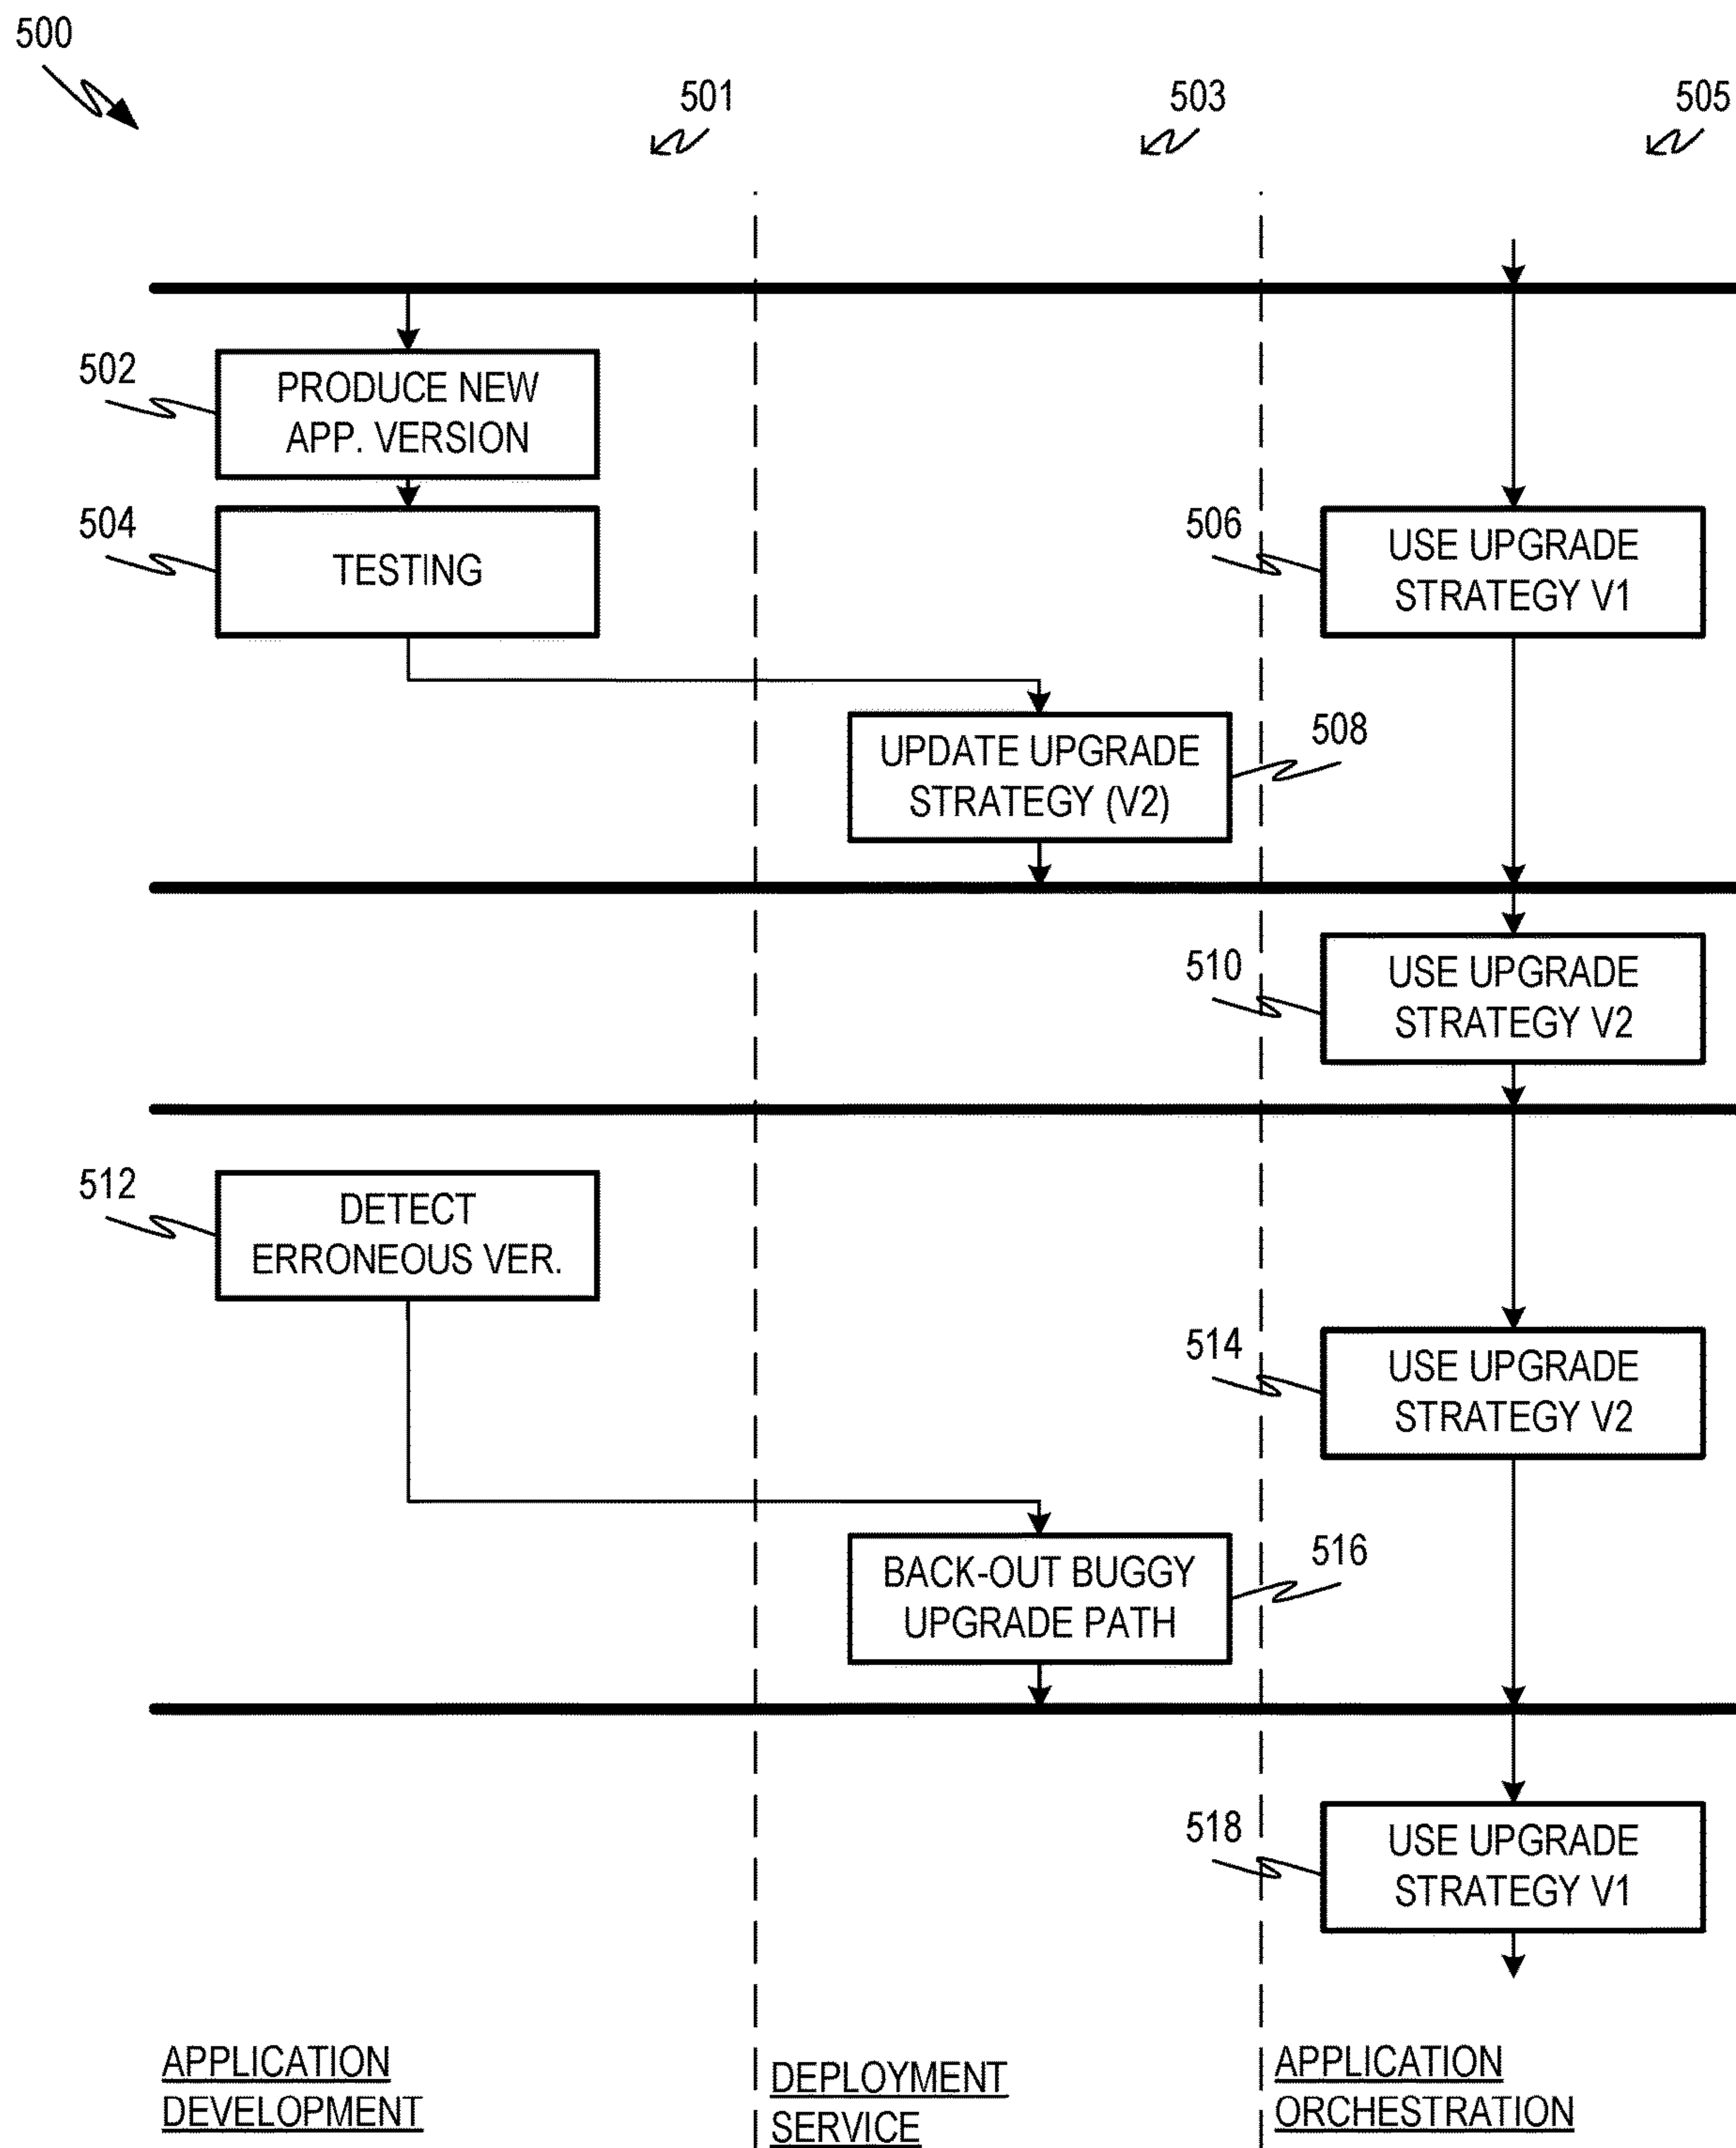 500
501
503
505
502
PRODUCE NEW
APP. VERSION
504
TESTING
506
USE UPGRADE
STRATEGY V1
508
UPDATE UPGRADE
STRATEGY (V2)
510
USE UPGRADE
STRATEGY V2
512
DETECT
ERRONEOUS VER.
514
USE UPGRADE
STRATEGY V2
516
BACK-OUT BUGGY
UPGRADE PATH
518
USE UPGRADE
STRATEGY V1
APPLICATION
DEVELOPMENT
DEPLOYMENT
SERVICE
APPLICATION
ORCHESTRATION